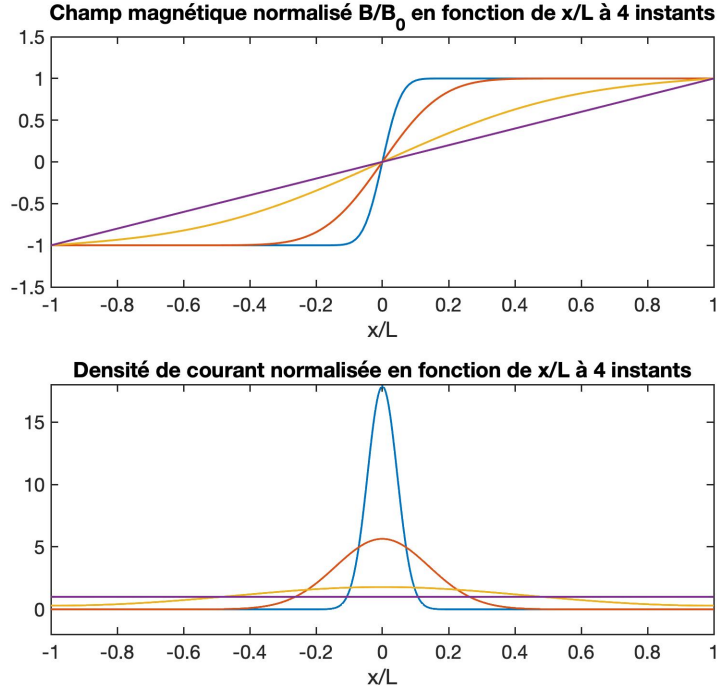 Champ magnétique normalisé B/B0 en fonction de x/L à 4 instants
1.5
1
0.5
0
-0.5
-1
-1.5
-1 -0.8 -0.6 -0.4 -0.2 0 0.2 0.4 0.6 0.8 1
x/L
Densité de courant normalisée en fonction de x/L à 4 instants
15
10
5
0
-1 -0.8 -0.6 -0.4 -0.2 0 0.2 0.4 0.6 0.8 1
x/L